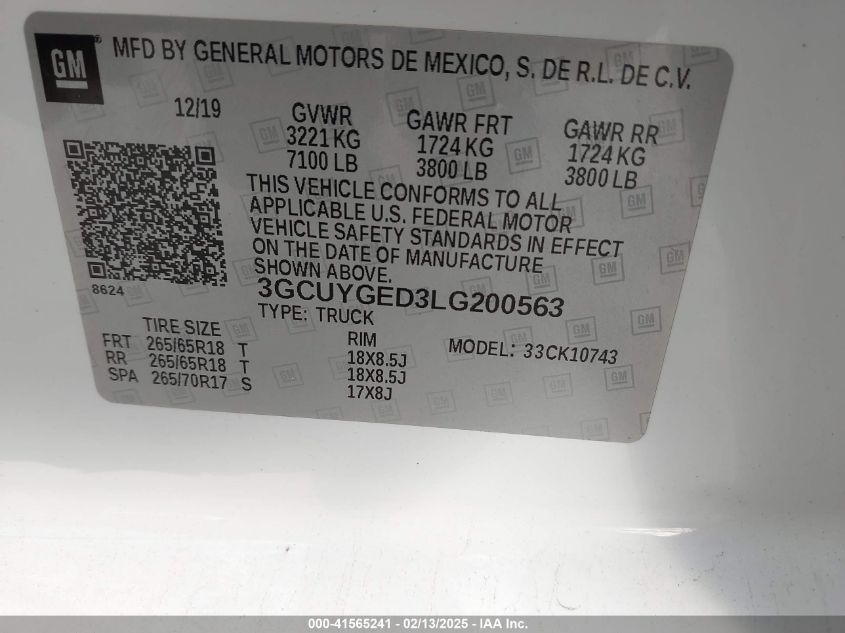 GM
MFD BY GENERAL MOTORS DE MEXICO, S. DE R.L. DE C.V.
12/19
GVWR
3221 KG
7100 LB
GAWR FRT
1724 KG
3800 LB
GAWR RR
1724 KG
3800 LB
THIS VEHICLE CONFORMS TO ALL
APPLICABLE U.S. FEDERAL MOTOR
VEHICLE SAFETY STANDARDS IN EFFECT
ON THE DATE OF MANUFACTURE
SHOWN ABOVE.
8624
3GCUYGED3LG200563
TYPE: TRUCK
MODEL: 33CK10743
TIRE SIZE RIM
FRT 265/65R18 T 18X8.5J
RR 265/65R18 T 18X8.5J
SPA 265/70R17 S 17X8J
000-41565241 - 02/13/2025 - IAA Inc.